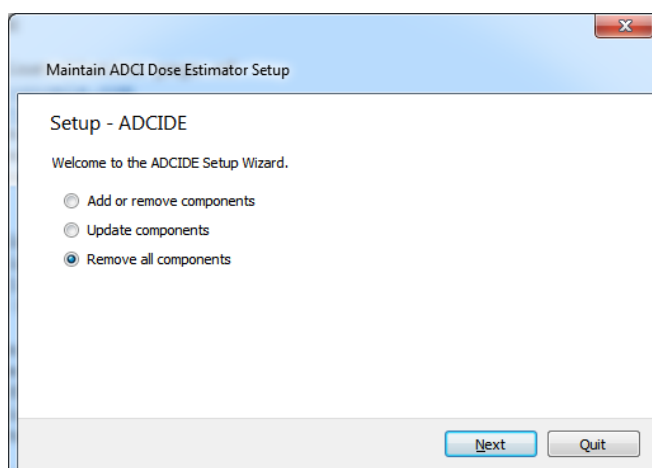 Maintain ADCI Dose Estimator Setup
Setup - ADCIDE
Welcome to the ADCIDE Setup Wizard.
Add or remove components
Update components
Remove all components
Next Quit